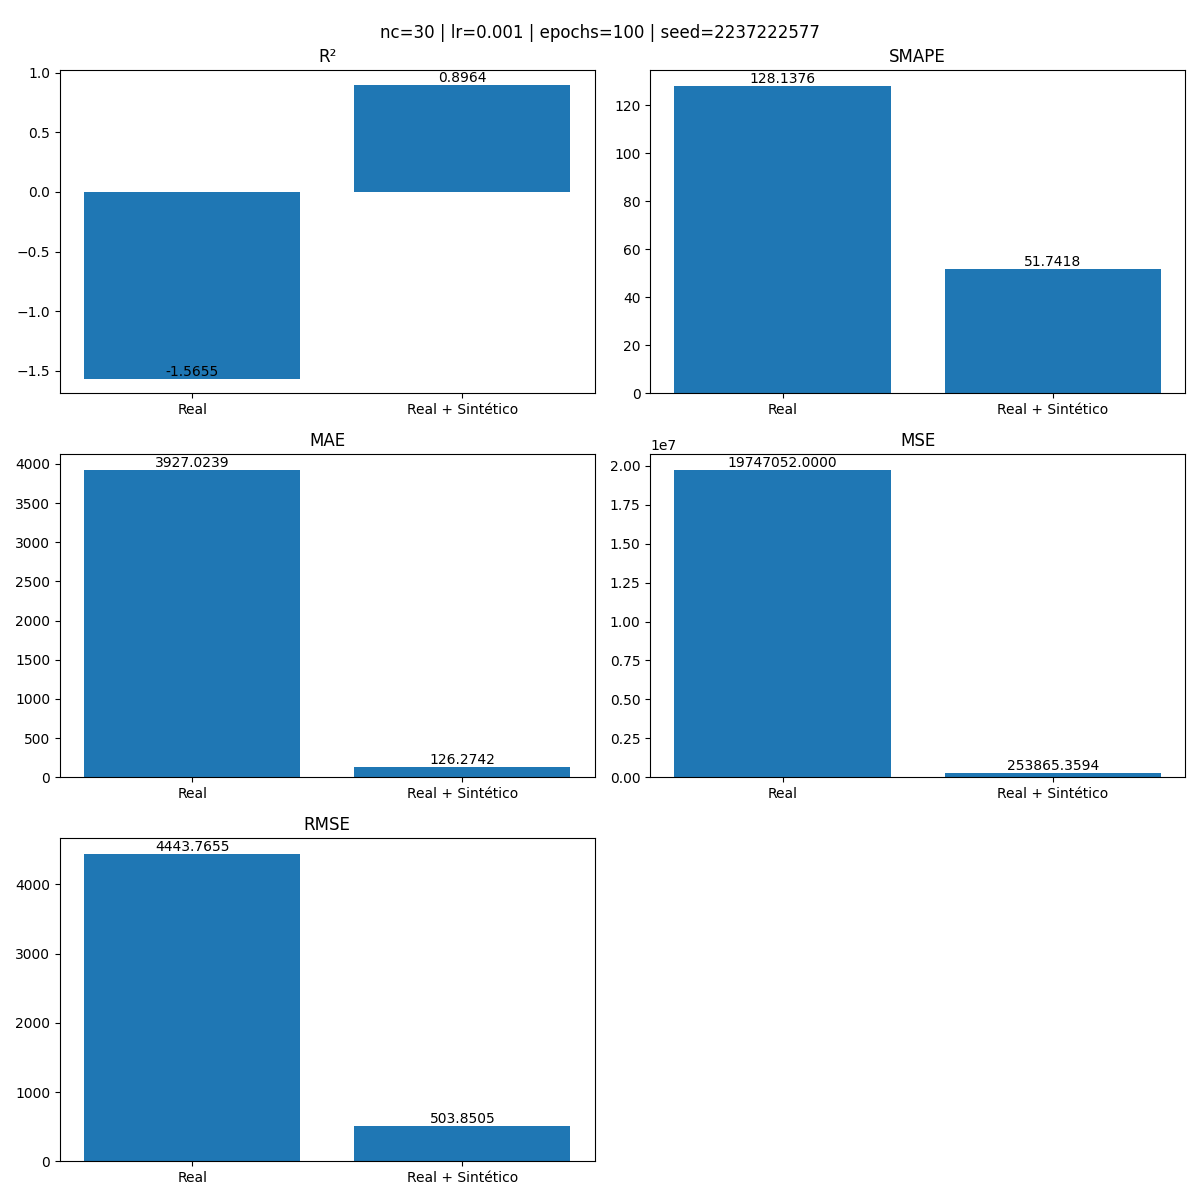 nc=30 | lr=0.001 | epochs=100 | seed=2237222577
R²
1.0
0.5
0.0
−0.5
−1.0
−1.5
0.8964
-1.5655
Real
Real + Sintético
SMAPE
120
100
80
60
40
20
0
128.1376
51.7418
Real
Real + Sintético
MAE
4000
3500
3000
2500
2000
1500
1000
500
0
3927.0239
126.2742
Real
Real + Sintético
MSE
1e7
2.00
1.75
1.50
1.25
1.00
0.75
0.50
0.25
0.00
19747052.0000
253865.3594
Real
Real + Sintético
RMSE
4000
3000
2000
1000
0
4443.7655
503.8505
Real
Real + Sintético